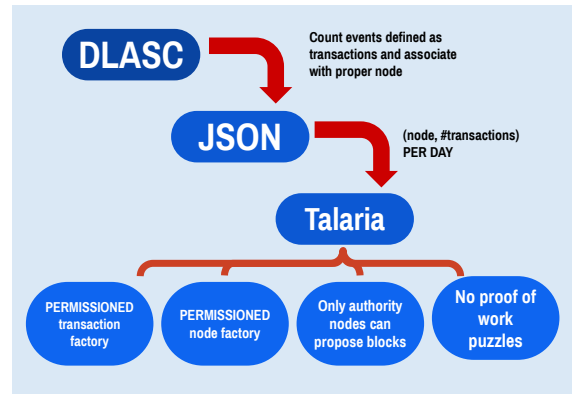 DLASC
Count events defined as
transactions and associate
with proper node
JSON
(node, #transactions)
PER DAY
Talaria
PERMISSIONED
transaction
factory
PERMISSIONED
node factory
Only authority
nodes can
propose blocks
No proof of
work
puzzles